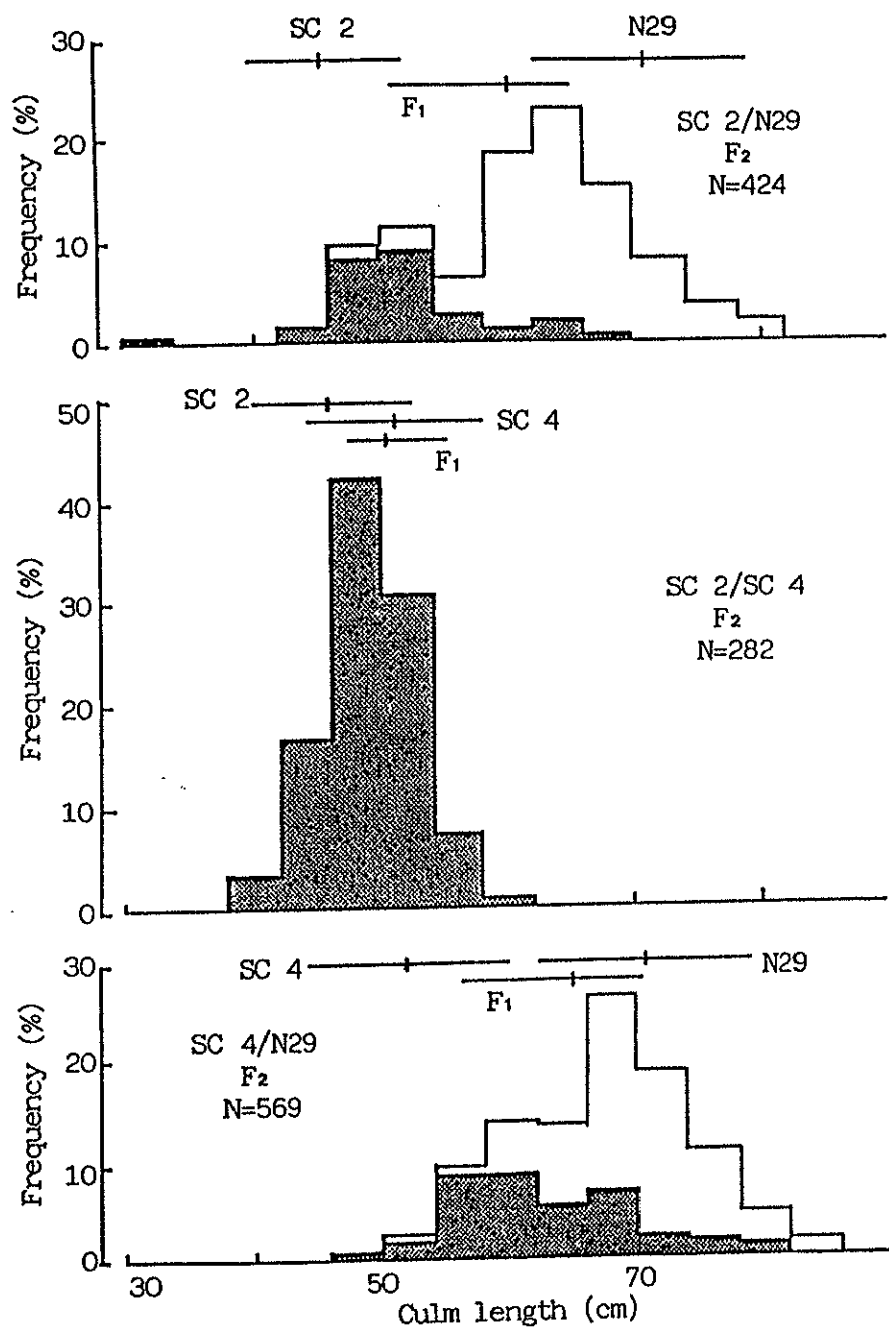 SC 2
N29
F₁
SC 2/N29
F₂
N=424
Frequency (%)
30
20
10
0
SC 2
SC 4
F₁
SC 2/SC 4
F₂
N=282
Frequency (%)
50
40
30
20
10
0
SC 4
N29
F₁
SC 4/N29
F₂
N=569
Frequency (%)
30
20
10
0
30
50
70
Culm length (cm)